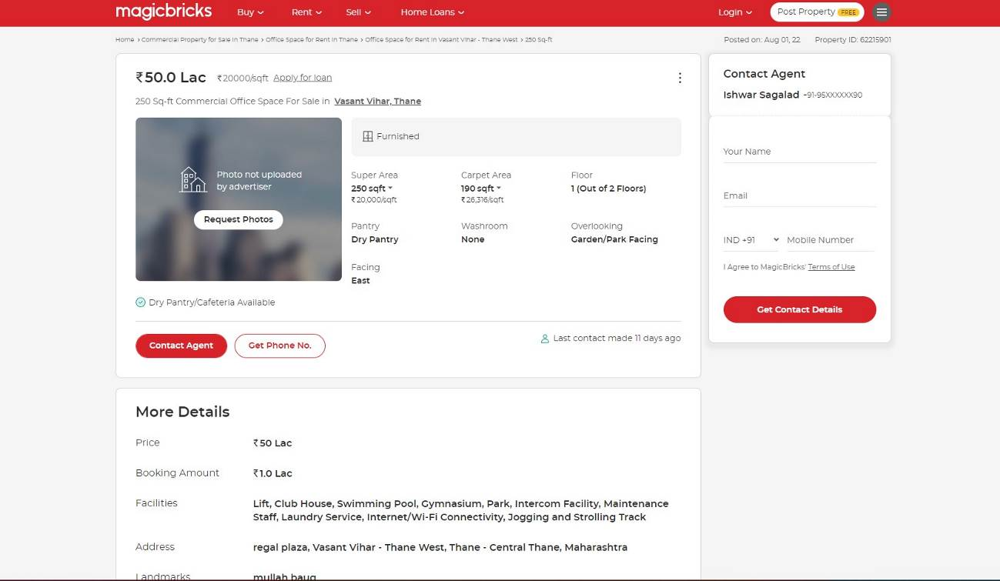 magicbricks Buy Rent Sell Home Loans Login Post Property FREE
Home > Commercial Property for Sale in Thane > Office Space for Rent in Thane > Office Space for Rent in Vasant Vihar - Thane West > 250 Sq-ft
Posted on: Aug 01, 22 Property ID: 62215901
₹50.0 Lac ₹20000/sqft Apply for loan
250 Sq-ft Commercial Office Space For Sale in Vasant Vihar, Thane
Photo not uploaded
by advertiser
Request Photos
Furnished
Super Area Carpet Area Floor
250 sqft 190 sqft 1 (Out of 2 Floors)
₹20,000/sqft ₹26,316/sqft
Pantry Washroom Overlooking
Dry Pantry None Garden/Park Facing
Facing
East
Dry Pantry/Cafeteria Available
Contact Agent Get Phone No. Last contact made 11 days ago
Contact Agent
Ishwar Sagalad +91-95XXXXXX90
Your Name
Email
IND +91 Mobile Number
I Agree to MagicBricks' Terms of Use
Get Contact Details
More Details
Price ₹50 Lac
Booking Amount ₹1.0 Lac
Facilities Lift, Club House, Swimming Pool, Gymnasium, Park, Intercom Facility, Maintenance
Staff, Laundry Service, Internet/Wi-Fi Connectivity, Jogging and Strolling Track
Address regal plaza, Vasant Vihar - Thane West, Thane - Central Thane, Maharashtra
Landmarks mullah baug